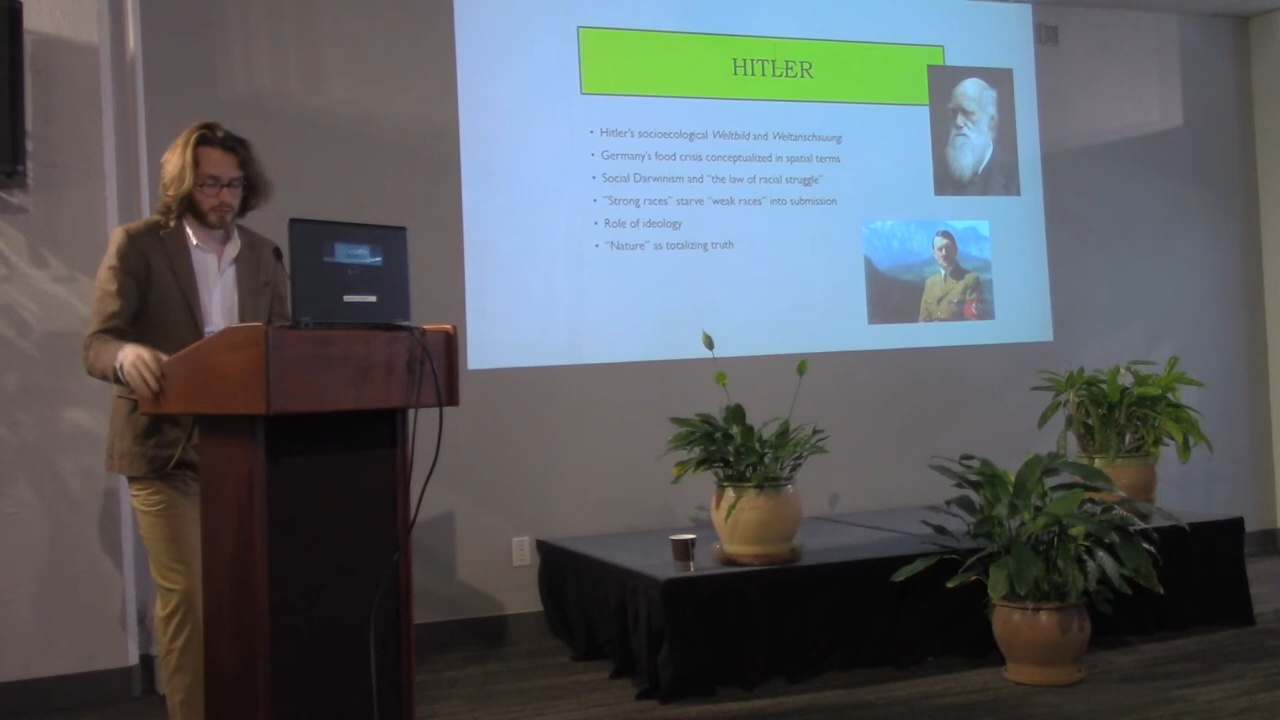 HITLER
• Hitler's socioecological Weltbild and Weltanschauung
• Germany's food crisis conceptualized in spatial terms
• Social Darwinism and "the law of racial struggle"
• "Strong races" starve "weak races" into submission
• Role of ideology
• "Nature" as totalizing truth